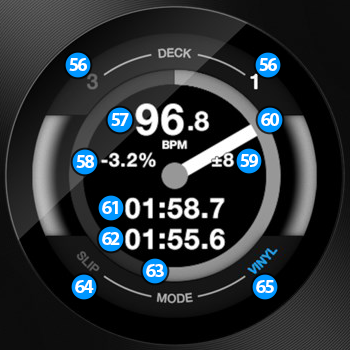 56 DECK 56
3 1
57 96.8 60
BPM
58 -3.2% ±8 59
61 01:58.7
62 01:55.6
SLIP 63 VINYL
64 MODE 65